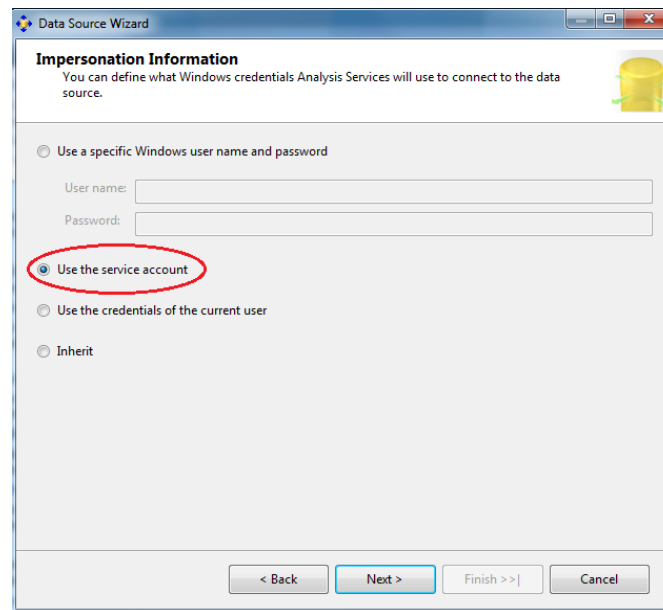 Data Source Wizard
Impersonation Information
You can define what Windows credentials Analysis Services will use to connect to the data
source.
Use a specific Windows user name and password
User name:
Password:
Use the service account
Use the credentials of the current user
Inherit
< Back
Next >
Finish >>|
Cancel